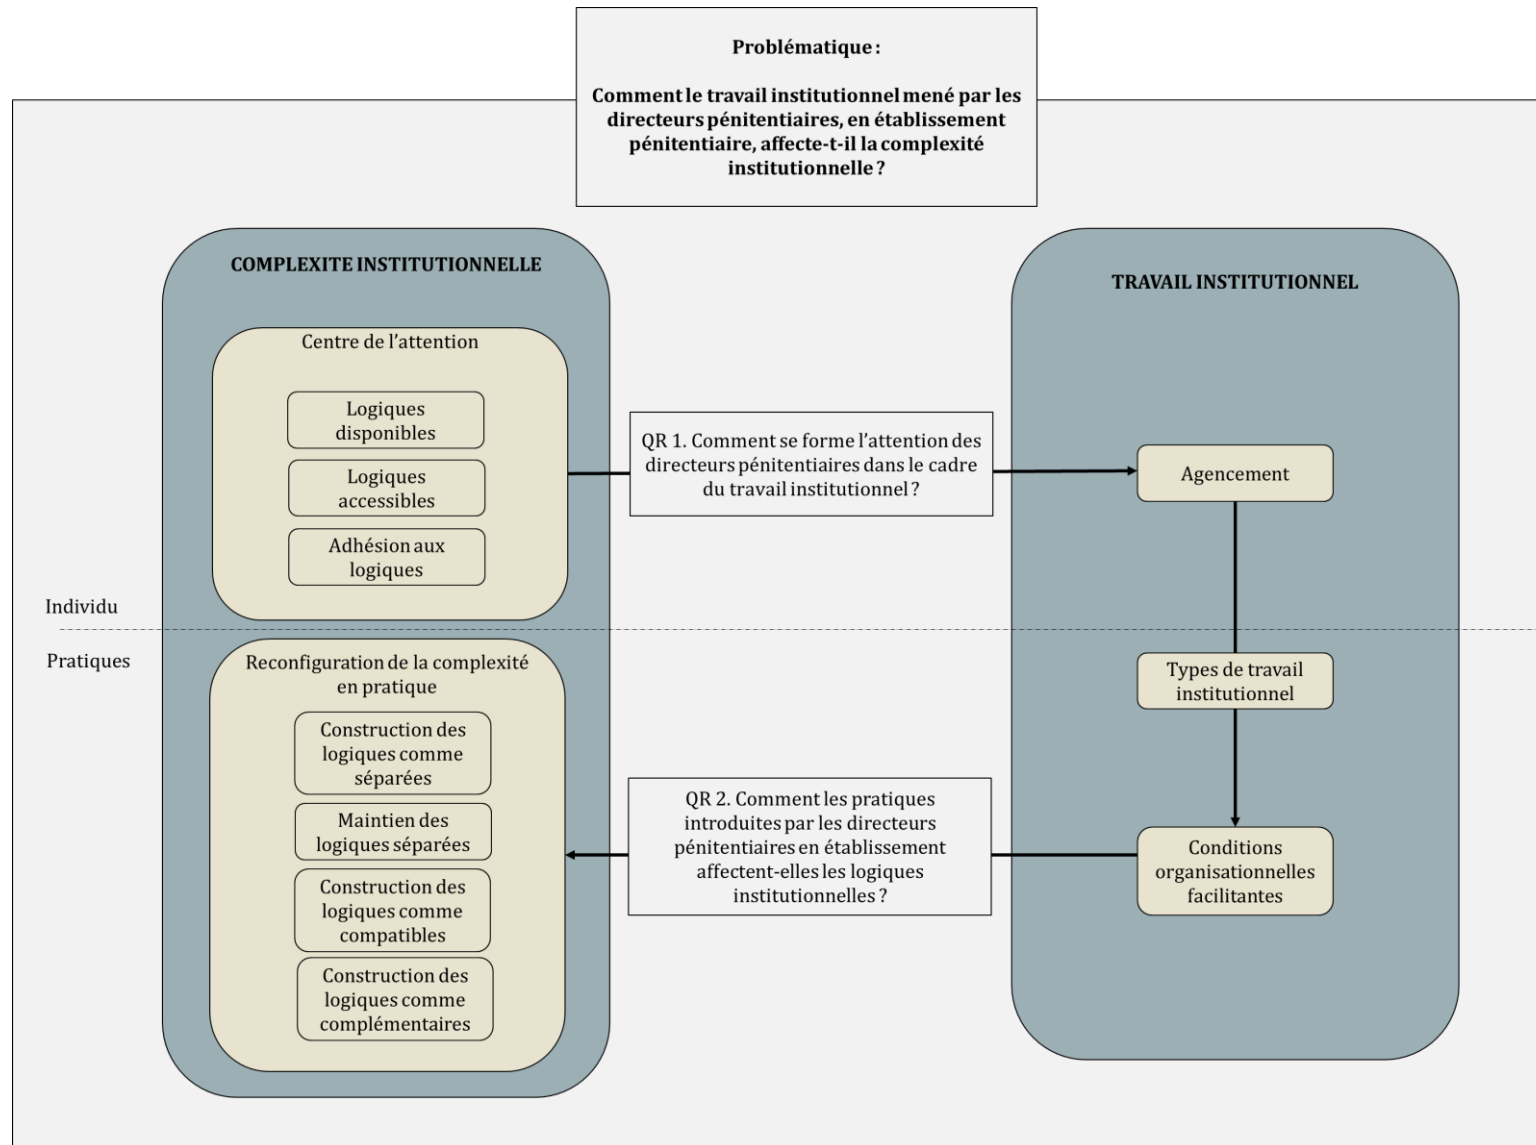 Problématique :
Comment le travail institutionnel mené par les
directeurs pénitentiaires, en établissement
pénitentiaire, affecte-t-il la complexité
institutionnelle ?
COMPLEXITE INSTITUTIONNELLE
Centre de l'attention
Logiques
disponibles
Logiques
accessibles
Adhésion aux
logiques
QR 1. Comment se forme l'attention des
directeurs pénitentiaires dans le cadre
du travail institutionnel ?
TRAVAIL INSTITUTIONNEL
Agencement
Individu
Pratiques
Reconfiguration de la complexité
en pratique
Construction des
logiques comme
séparées
Maintien des
logiques séparées
Construction des
logiques comme
compatibles
Construction des
logiques comme
complémentaires
QR 2. Comment les pratiques
introduites par les directeurs
pénitentiaires en établissement
affectent-elles les logiques
institutionnelles ?
Types de travail
institutionnel
Conditions
organisationnelles
facilitantes